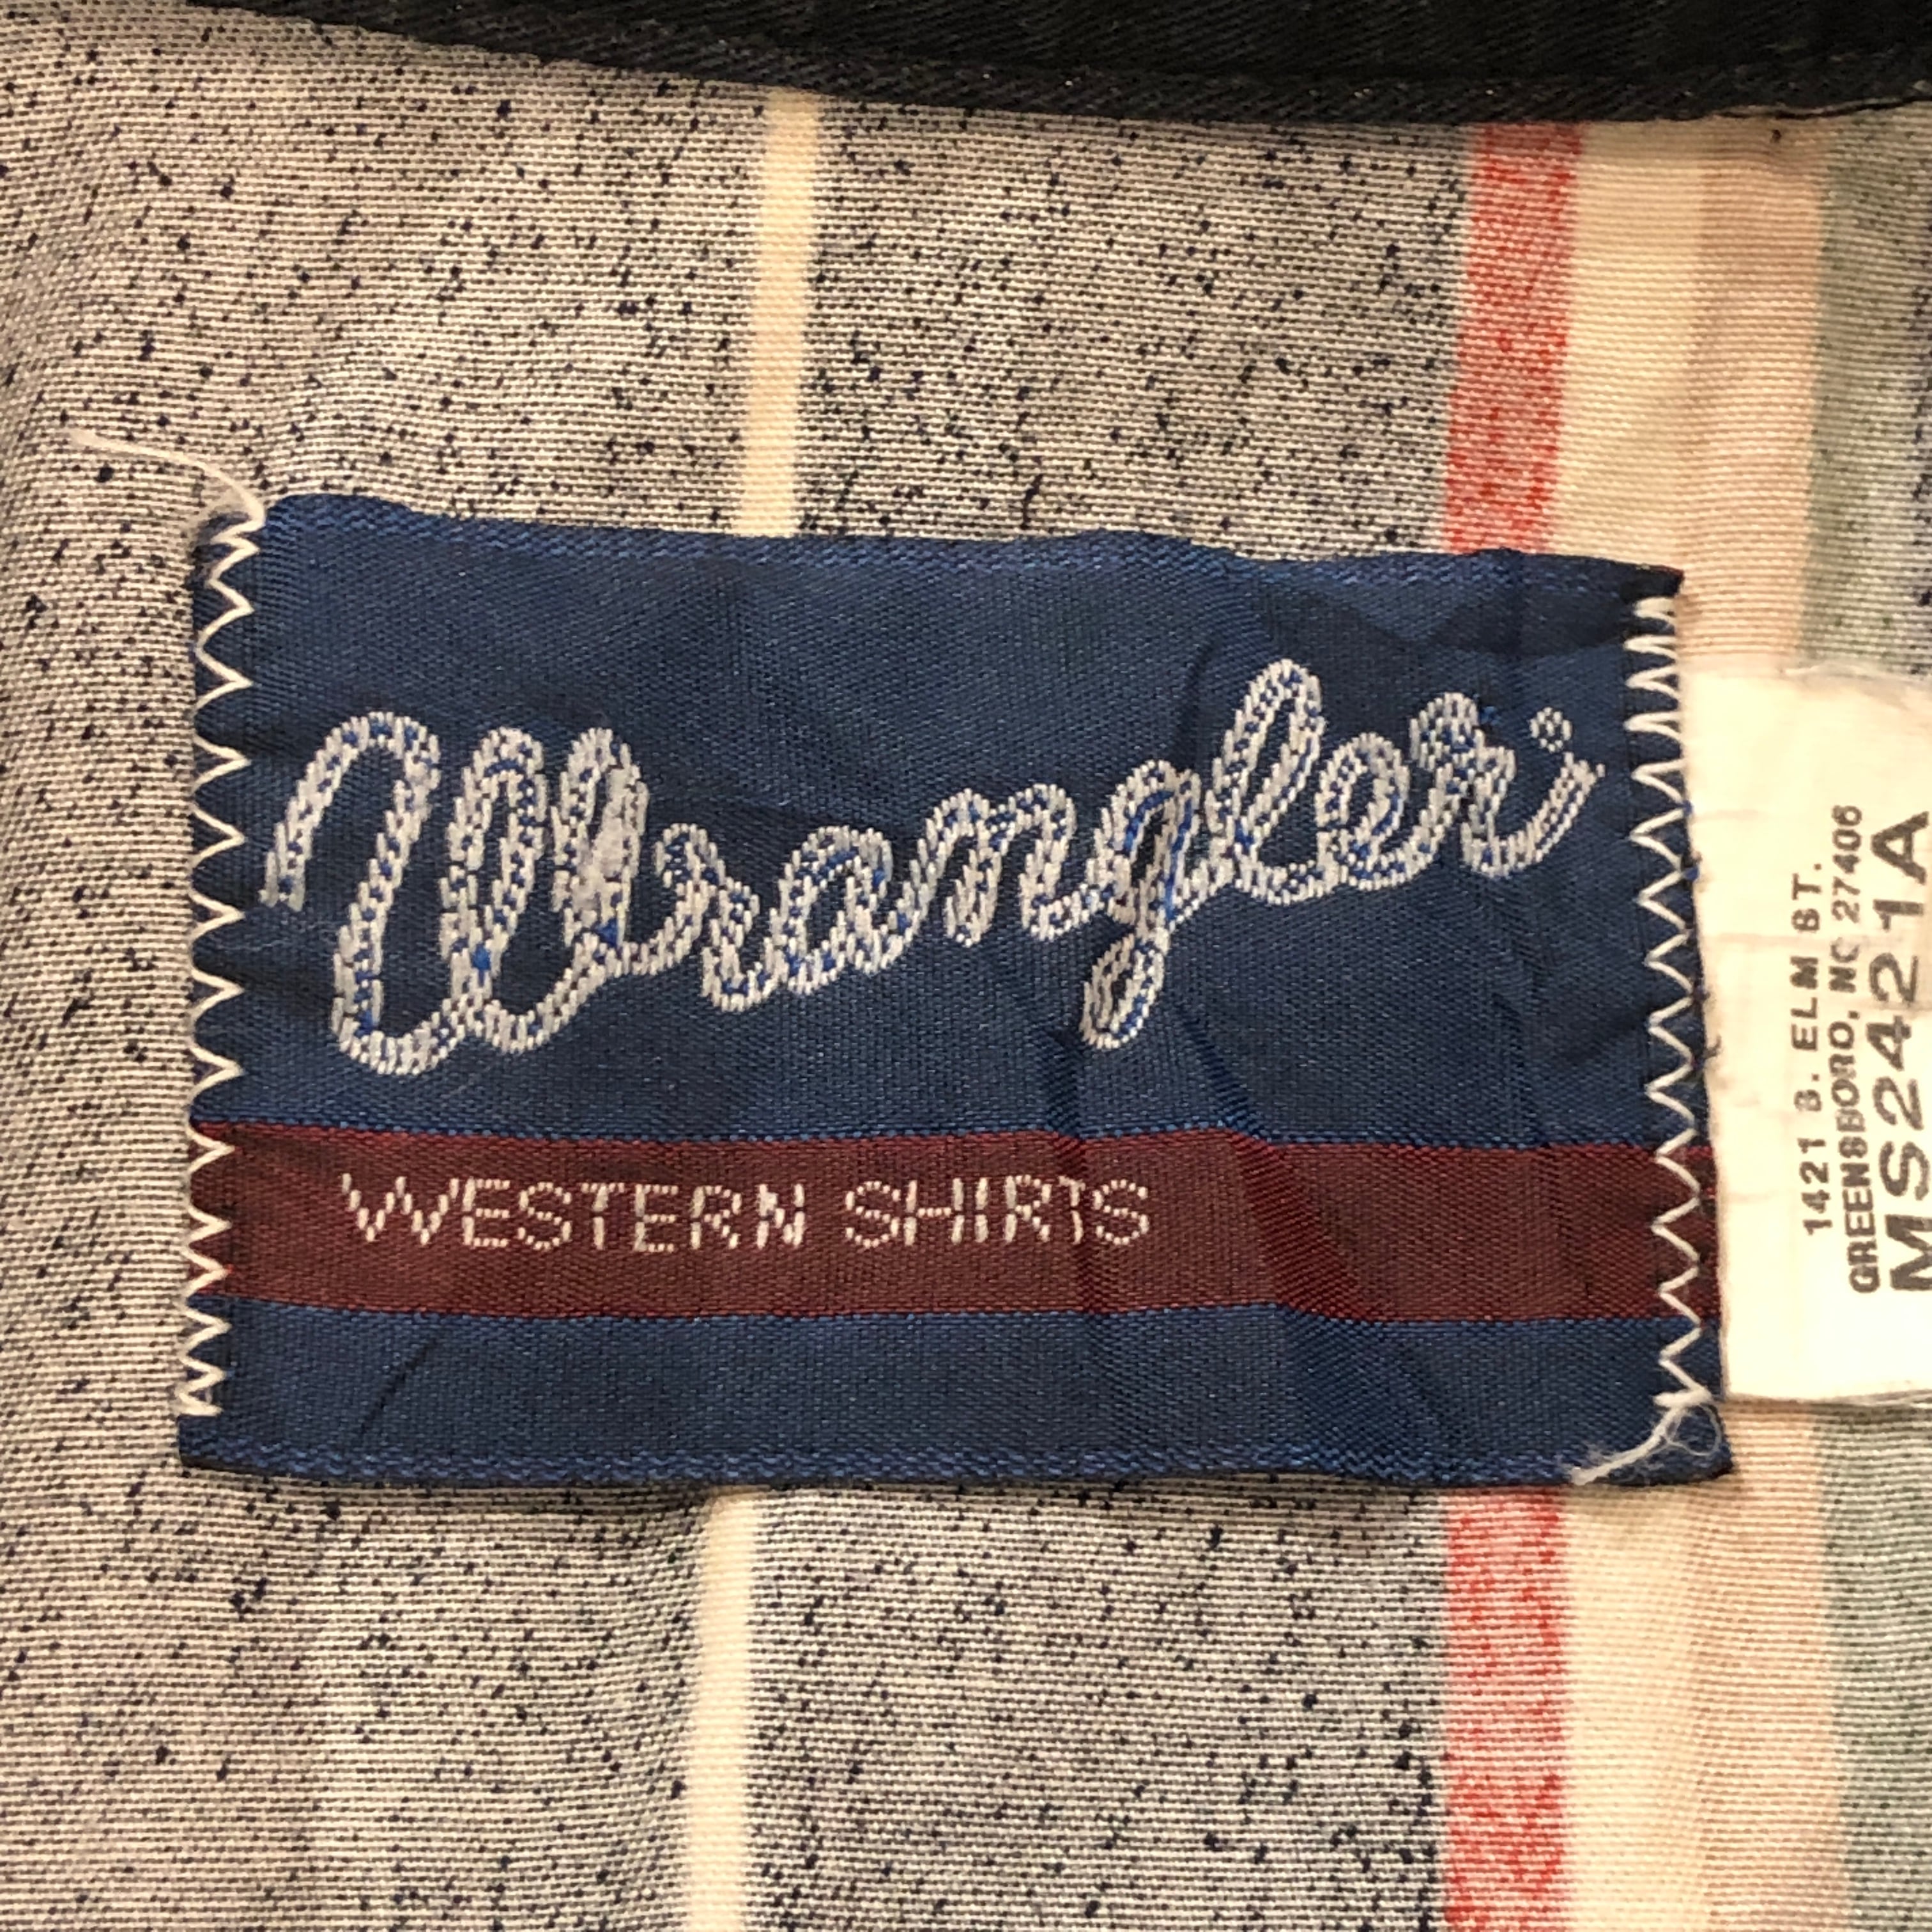 Wrangler®
WESTERN SHIRTS
1421 S. ELM ST.
GREENSBORO, NC 27406
MS2421A